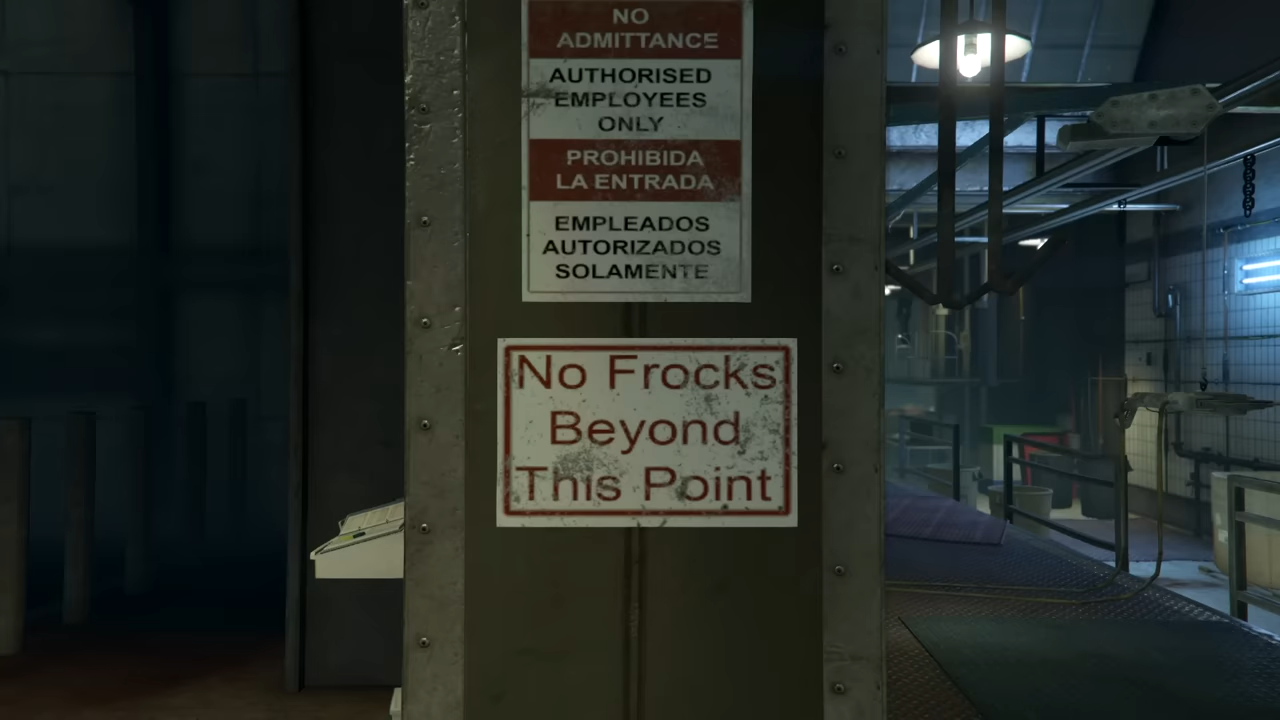 NO
ADMITTANCE
AUTHORISED
EMPLOYEES
ONLY
PROHIBIDA
LA ENTRADA
EMPLEADOS
AUTORIZADOS
SOLAMENTE
No Frocks
Beyond
This Point